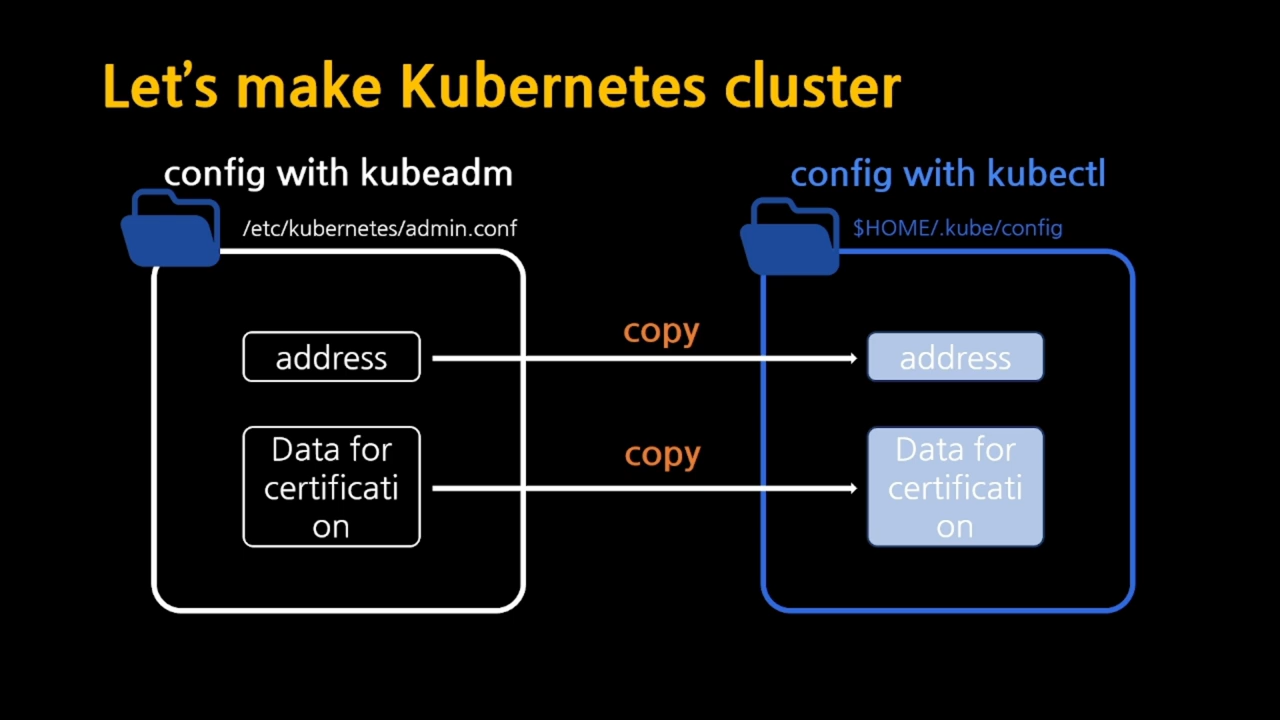 Let's make Kubernetes cluster
config with kubeadm
/etc/kubernetes/admin.conf
address
Data for
certificati
on
copy
copy
config with kubectl
$HOME/.kube/config
address
Data for
certificati
on